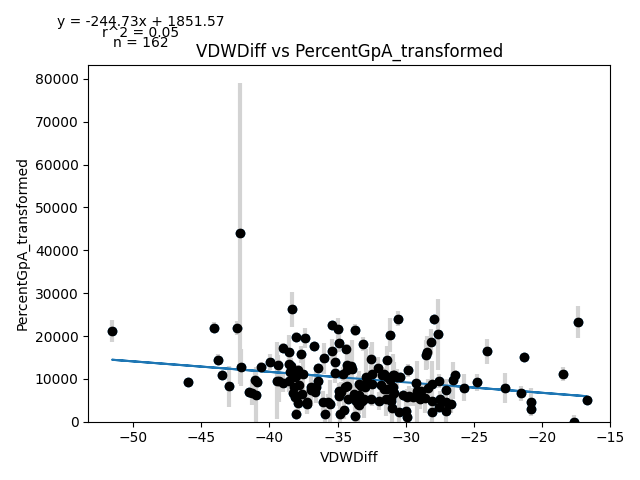 y = -244.73x + 1851.57
r^2 = 0.05
n = 162
VDWDiff vs PercentGpA_transformed
PercentGpA_transformed
80000
70000
60000
50000
40000
30000
20000
10000
0
−50
−45
−40
−35
−30
−25
−20
−15
VDWDiff